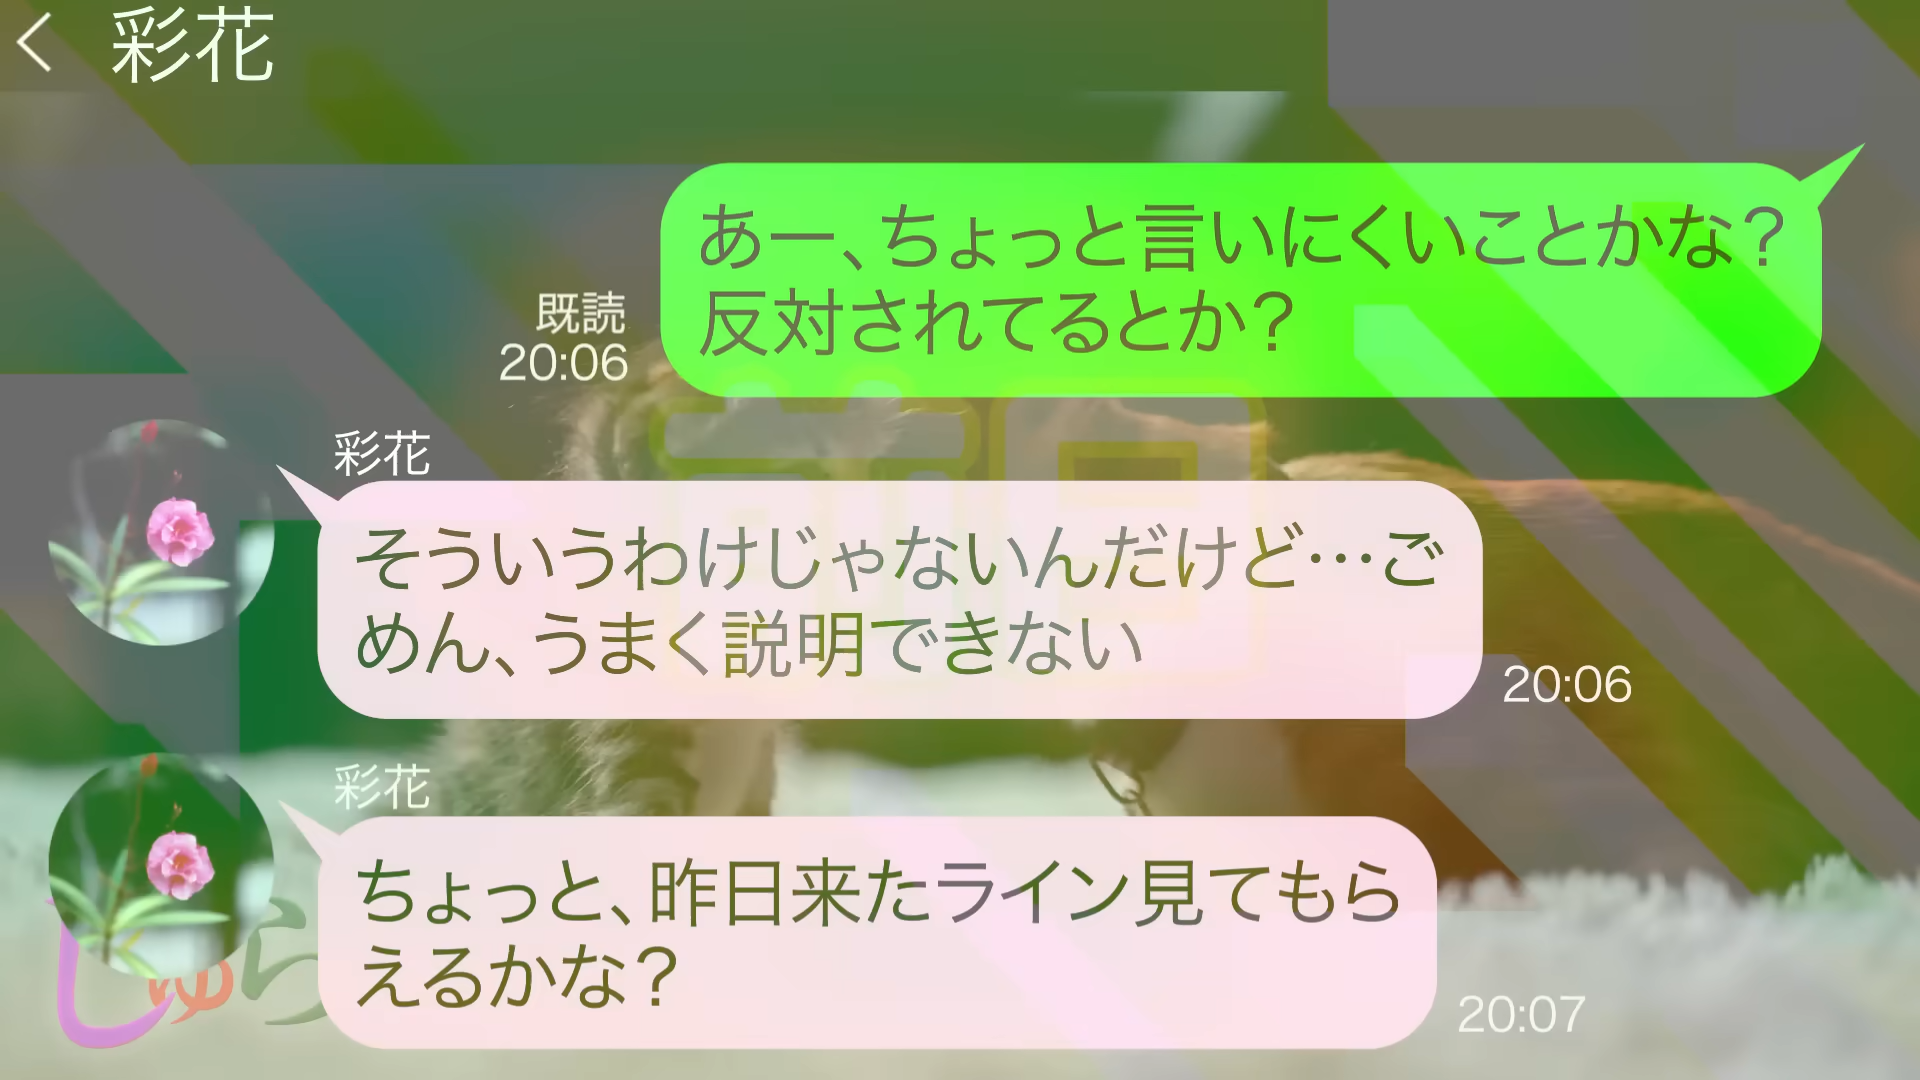 彩花
あー、ちょっと言いにくいことかな？
反対されてるとか？
既読
20:06
彩花
そういうわけじゃないんだけど…ご
めん、うまく説明できない
20:06
彩花
ちょっと、昨日来たライン見てもら
えるかな？
20:07
しゅら